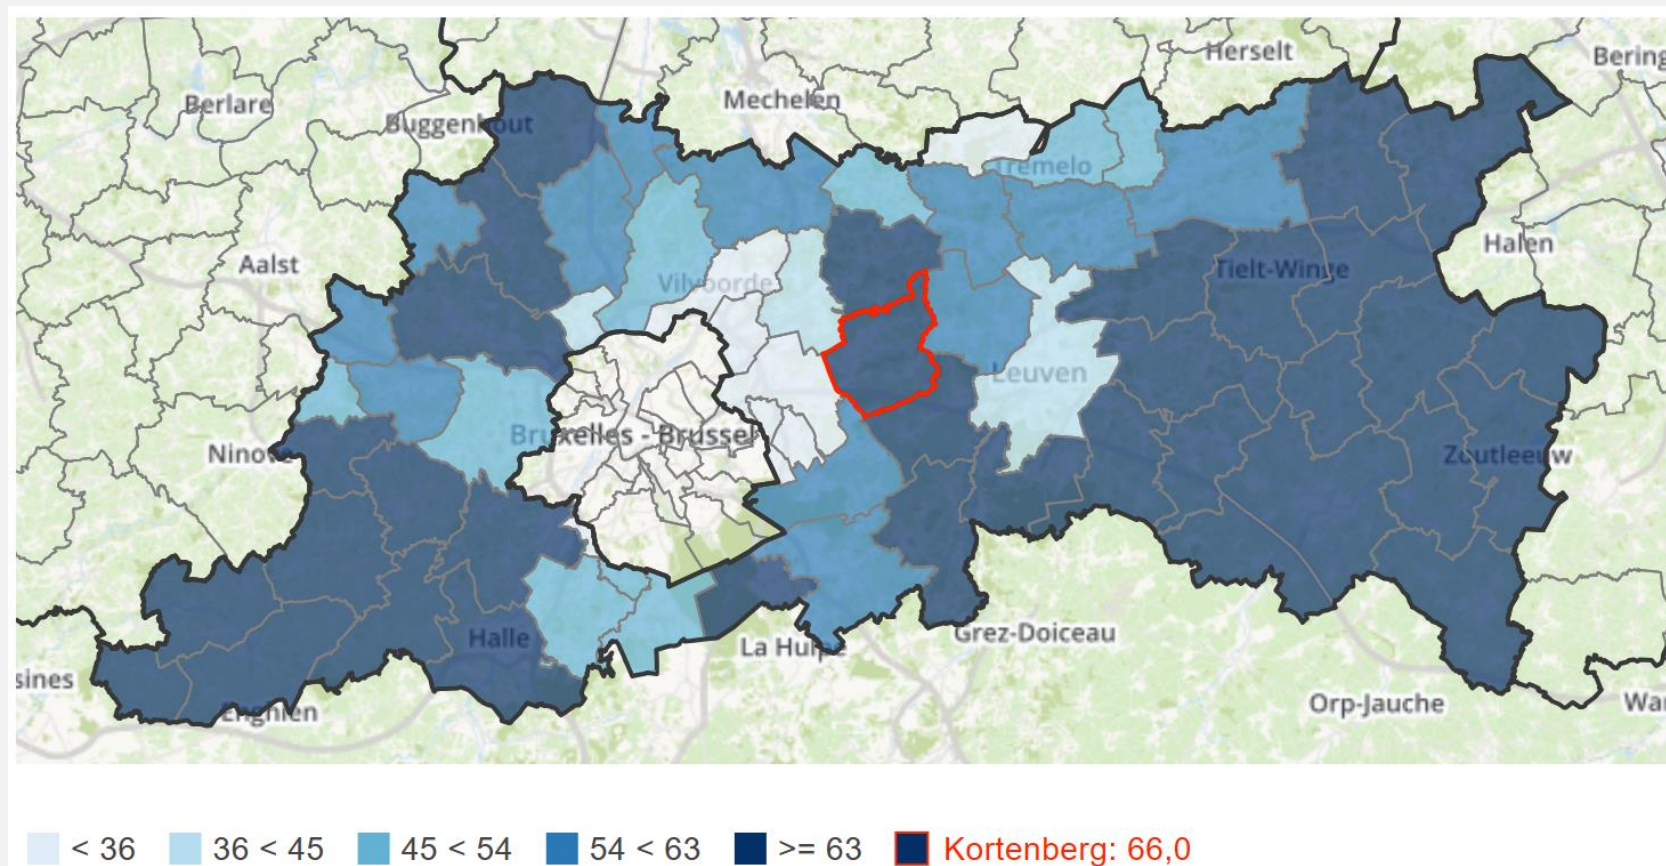 Herselt
Bering
Mechelen
Berlare
Buggenhout
Tremelo
Halen
Aalst
Tielt-Winge
Vilvoorde
Leuven
Bruxelles - Brussel
Ninove
Zoutleeuw
Halle
Grez-Doiceau
La Hulpe
sines
Enghien
Orp-Jauche
Wa
< 36 36 < 45 45 < 54 54 < 63 >= 63 Kortenberg: 66,0